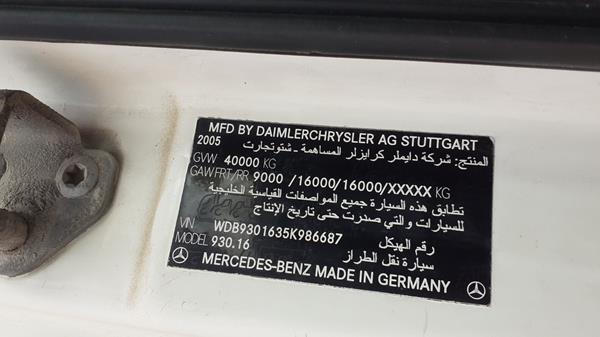 MFD BY DAIMLERCHRYSLER AG STUTTGART
2005
المنتج: شركة دايملر كرايزلر المساهمة - شتوتجارت
GVW 40000 KG
GAWFRT/RR 9000 /16000/16000/XXXXX KG
تطابق هذه السيارة جميع المواصفات القياسية الخليجية
للسيارات والتي صدرت حتى تاريخ الإنتاج
VIN WDB9301635K986687 رقم الهيكل
MODEL 930.16 سيارة نقل الطراز
MERCEDES-BENZ MADE IN GERMANY